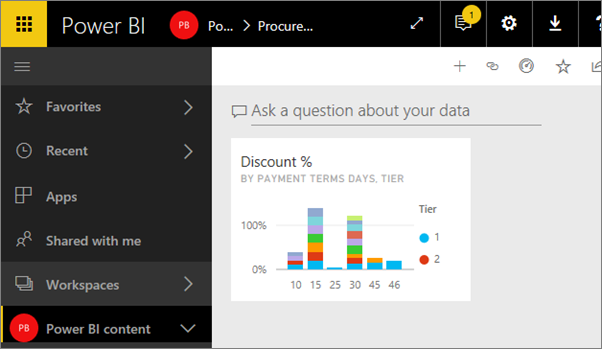 Power BI
PB
Po...
Procure...
1
Favorites
Recent
Apps
Shared with me
Workspaces
PB
Power BI content
Ask a question about your data
Discount %
BY PAYMENT TERMS DAYS, TIER
100%
0%
10 15 25 30 45 46
Tier
1
2